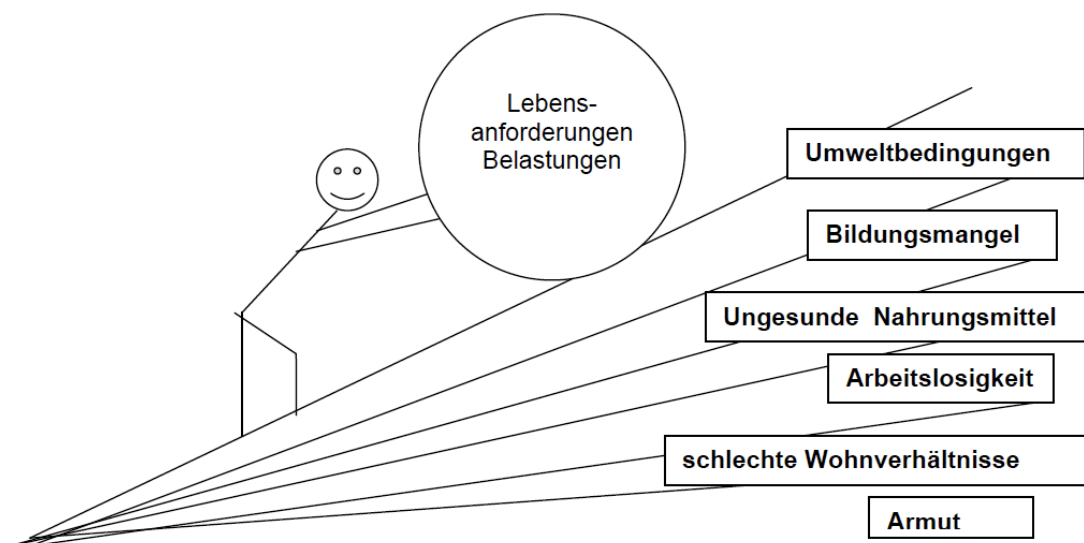 Lebens-
anforderungen
Belastungen
Umweltbedingungen
Bildungsmangel
Ungesunde Nahrungsmittel
Arbeitslosigkeit
schlechte Wohnverhältnisse
Armut